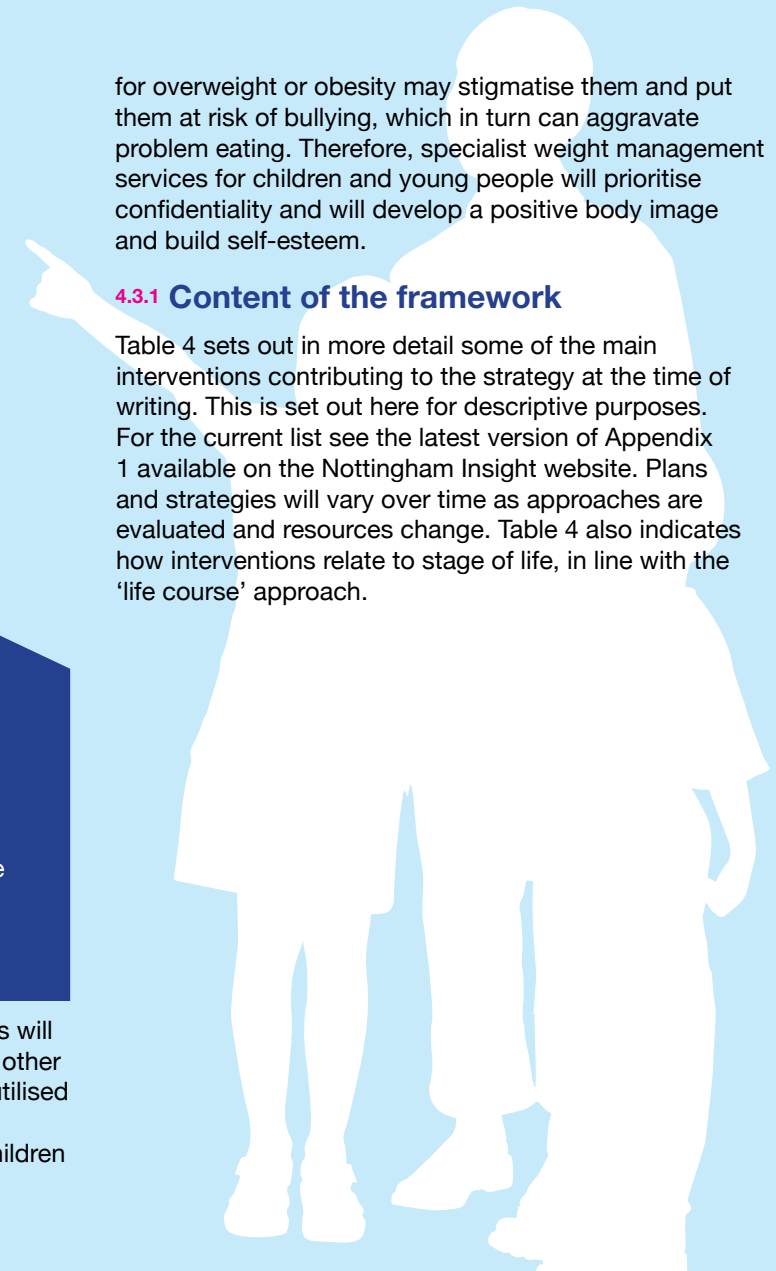 for overweight or obesity may stigmatise them and put
them at risk of bullying, which in turn can aggravate
problem eating. Therefore, specialist weight management
services for children and young people will prioritise
confidentiality and will develop a positive body image
and build self-esteem.
4.3.1 Content of the framework
Table 4 sets out in more detail some of the main
interventions contributing to the strategy at the time of
writing. This is set out here for descriptive purposes.
For the current list see the latest version of Appendix
1 available on the Nottingham Insight website. Plans
and strategies will vary over time as approaches are
evaluated and resources change. Table 4 also indicates
how interventions relate to stage of life, in line with the
‘life course’ approach.
will
other